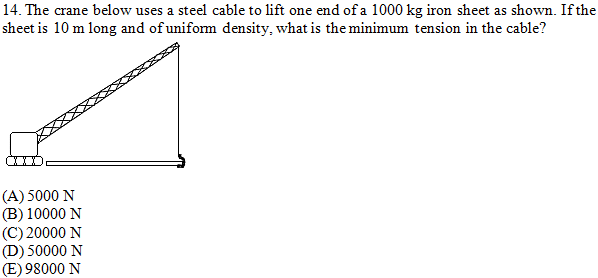 14. The crane below uses a steel cable to lift one end of a 1000 kg iron sheet as shown. If the
sheet is 10 m long and of uniform density, what is the minimum tension in the cable?
(A) 5000 N
(B) 10000 N
(C) 20000 N
(D) 50000 N
(E) 98000 N